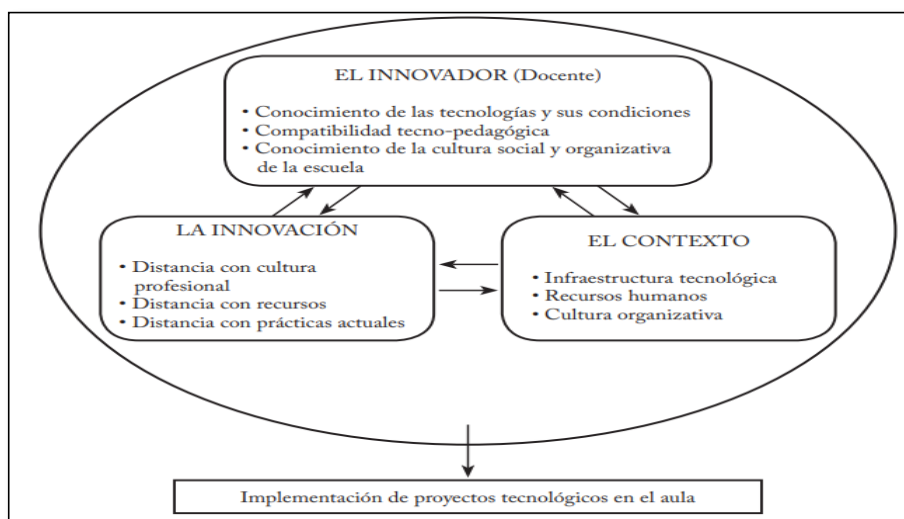 EL INNOVADOR (Docente)
• Conocimiento de las tecnologías y sus condiciones
• Compatibilidad tecno-pedagógica
• Conocimiento de la cultura social y organizativa
de la escuela
LA INNOVACIÓN
• Distancia con cultura
profesional
• Distancia con recursos
• Distancia con prácticas actuales
EL CONTEXTO
• Infraestructura tecnológica
• Recursos humanos
• Cultura organizativa
Implementación de proyectos tecnológicos en el aula